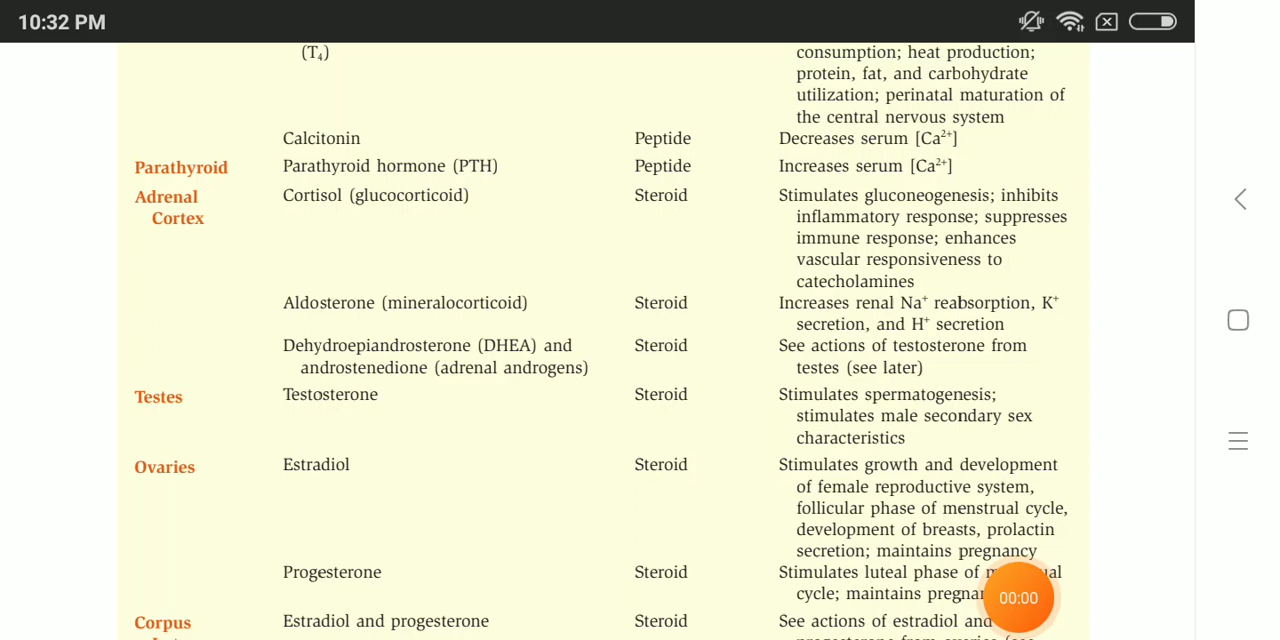 10:32 PM
(T₄)
consumption; heat production;
protein, fat, and carbohydrate
utilization; perinatal maturation of
the central nervous system
Calcitonin Peptide Decreases serum [Ca²⁺]
Parathyroid Parathyroid hormone (PTH) Peptide Increases serum [Ca²⁺]
Adrenal Cortisol (glucocorticoid) Steroid Stimulates gluconeogenesis; inhibits
Cortex inflammatory response; suppresses
immune response; enhances
vascular responsiveness to
catecholamines
Aldosterone (mineralocorticoid) Steroid Increases renal Na⁺ reabsorption, K⁺
secretion, and H⁺ secretion
Dehydroepiandrosterone (DHEA) and Steroid See actions of testosterone from
androstenedione (adrenal androgens) testes (see later)
Testes Testosterone Steroid Stimulates spermatogenesis;
stimulates male secondary sex
characteristics
Ovaries Estradiol Steroid Stimulates growth and development
of female reproductive system,
follicular phase of menstrual cycle,
development of breasts, prolactin
secretion; maintains pregnancy
Progesterone Steroid Stimulates luteal phase of
cycle; maintains
00:00
Corpus Estradiol and progesterone Steroid See actions of estradiol and